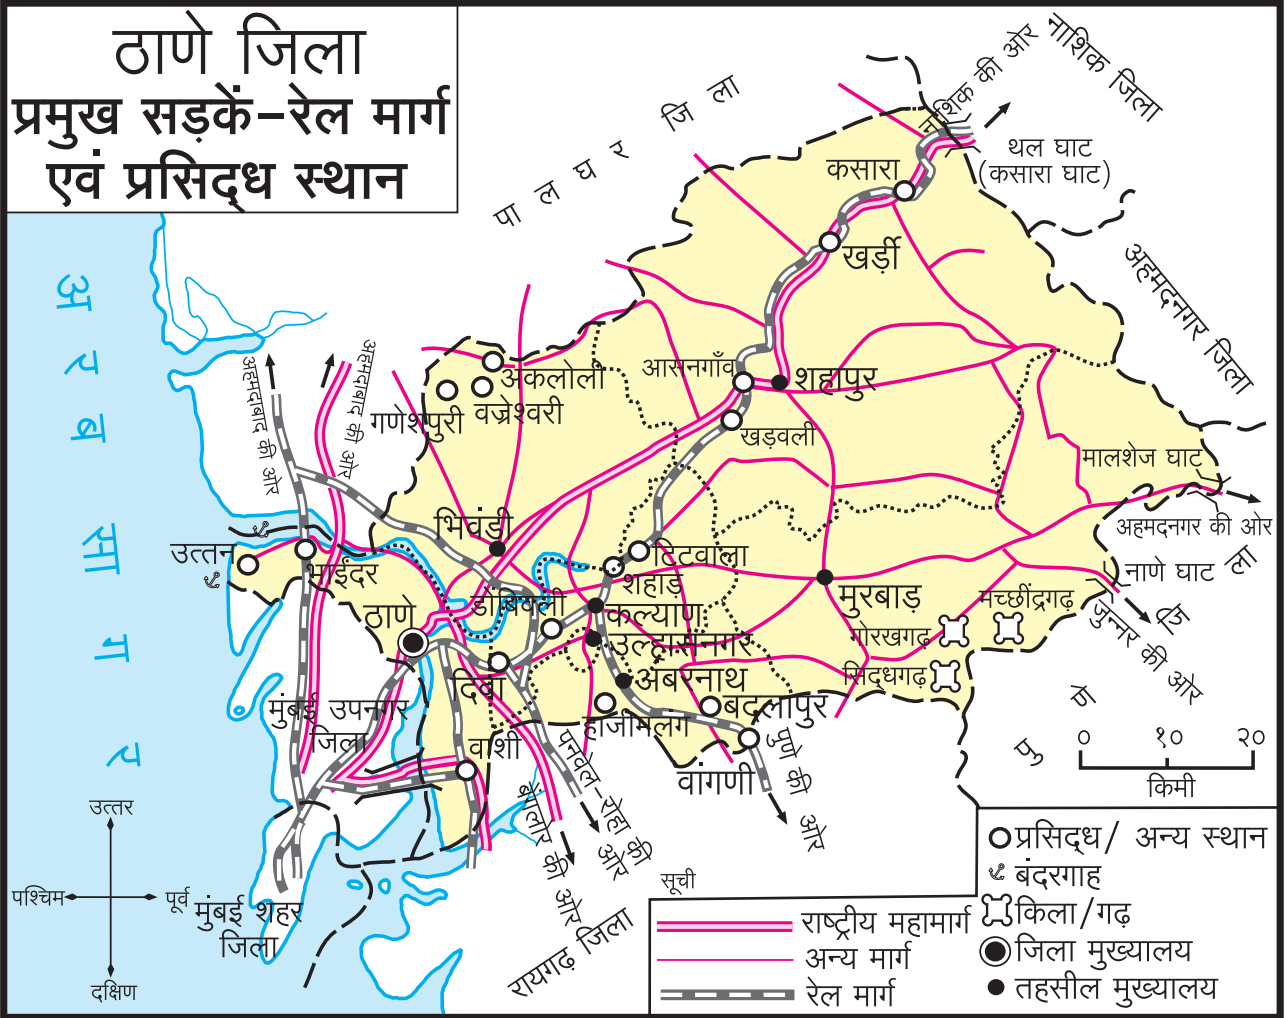 ठाणे जिला
प्रमुख सड़कें–रेल मार्ग
एवं प्रसिद्ध स्थान
नाशिक की ओर
नाशिक जिला
पालघर जिला
थल घाट
(कसारा घाट)
कसारा
खर्ड़ी
अहमदनगर जिला
अरब सागर
अहमदाबाद की ओर
अहमदाबाद की ओर
आसनगाँव
शहापुर
अकलोली
वज्रेश्वरी
गणेशपुरी
खड़वली
मालशेज घाट
अहमदनगर की ओर
भिवंडी
उत्तन
भाईंदर
टिटवाला
शहाड़
नाणे घाट
जुन्नर की ओर
पुणे जिला
ठाणे
डोंबिवली
कल्याण
उल्हासनगर
मुरबाड़
मच्छींद्रगढ़
गोरखगढ़
सिद्धगढ़
दिवा
अंबरनाथ
बदलापुर
हाजीमलंग
मुंबई उपनगर
जिला
वाशी
वांगणी
पुणे की ओर
पनवेल–रोहा की ओर
बेंगलोर की ओर
रायगढ़ जिला
० १० २०
किमी
उत्तर
पश्चिम
पूर्व
दक्षिण
मुंबई शहर
जिला
सूची
राष्ट्रीय महामार्ग
अन्य मार्ग
रेल मार्ग
प्रसिद्ध/ अन्य स्थान
बंदरगाह
किला/गढ़
जिला मुख्यालय
तहसील मुख्यालय